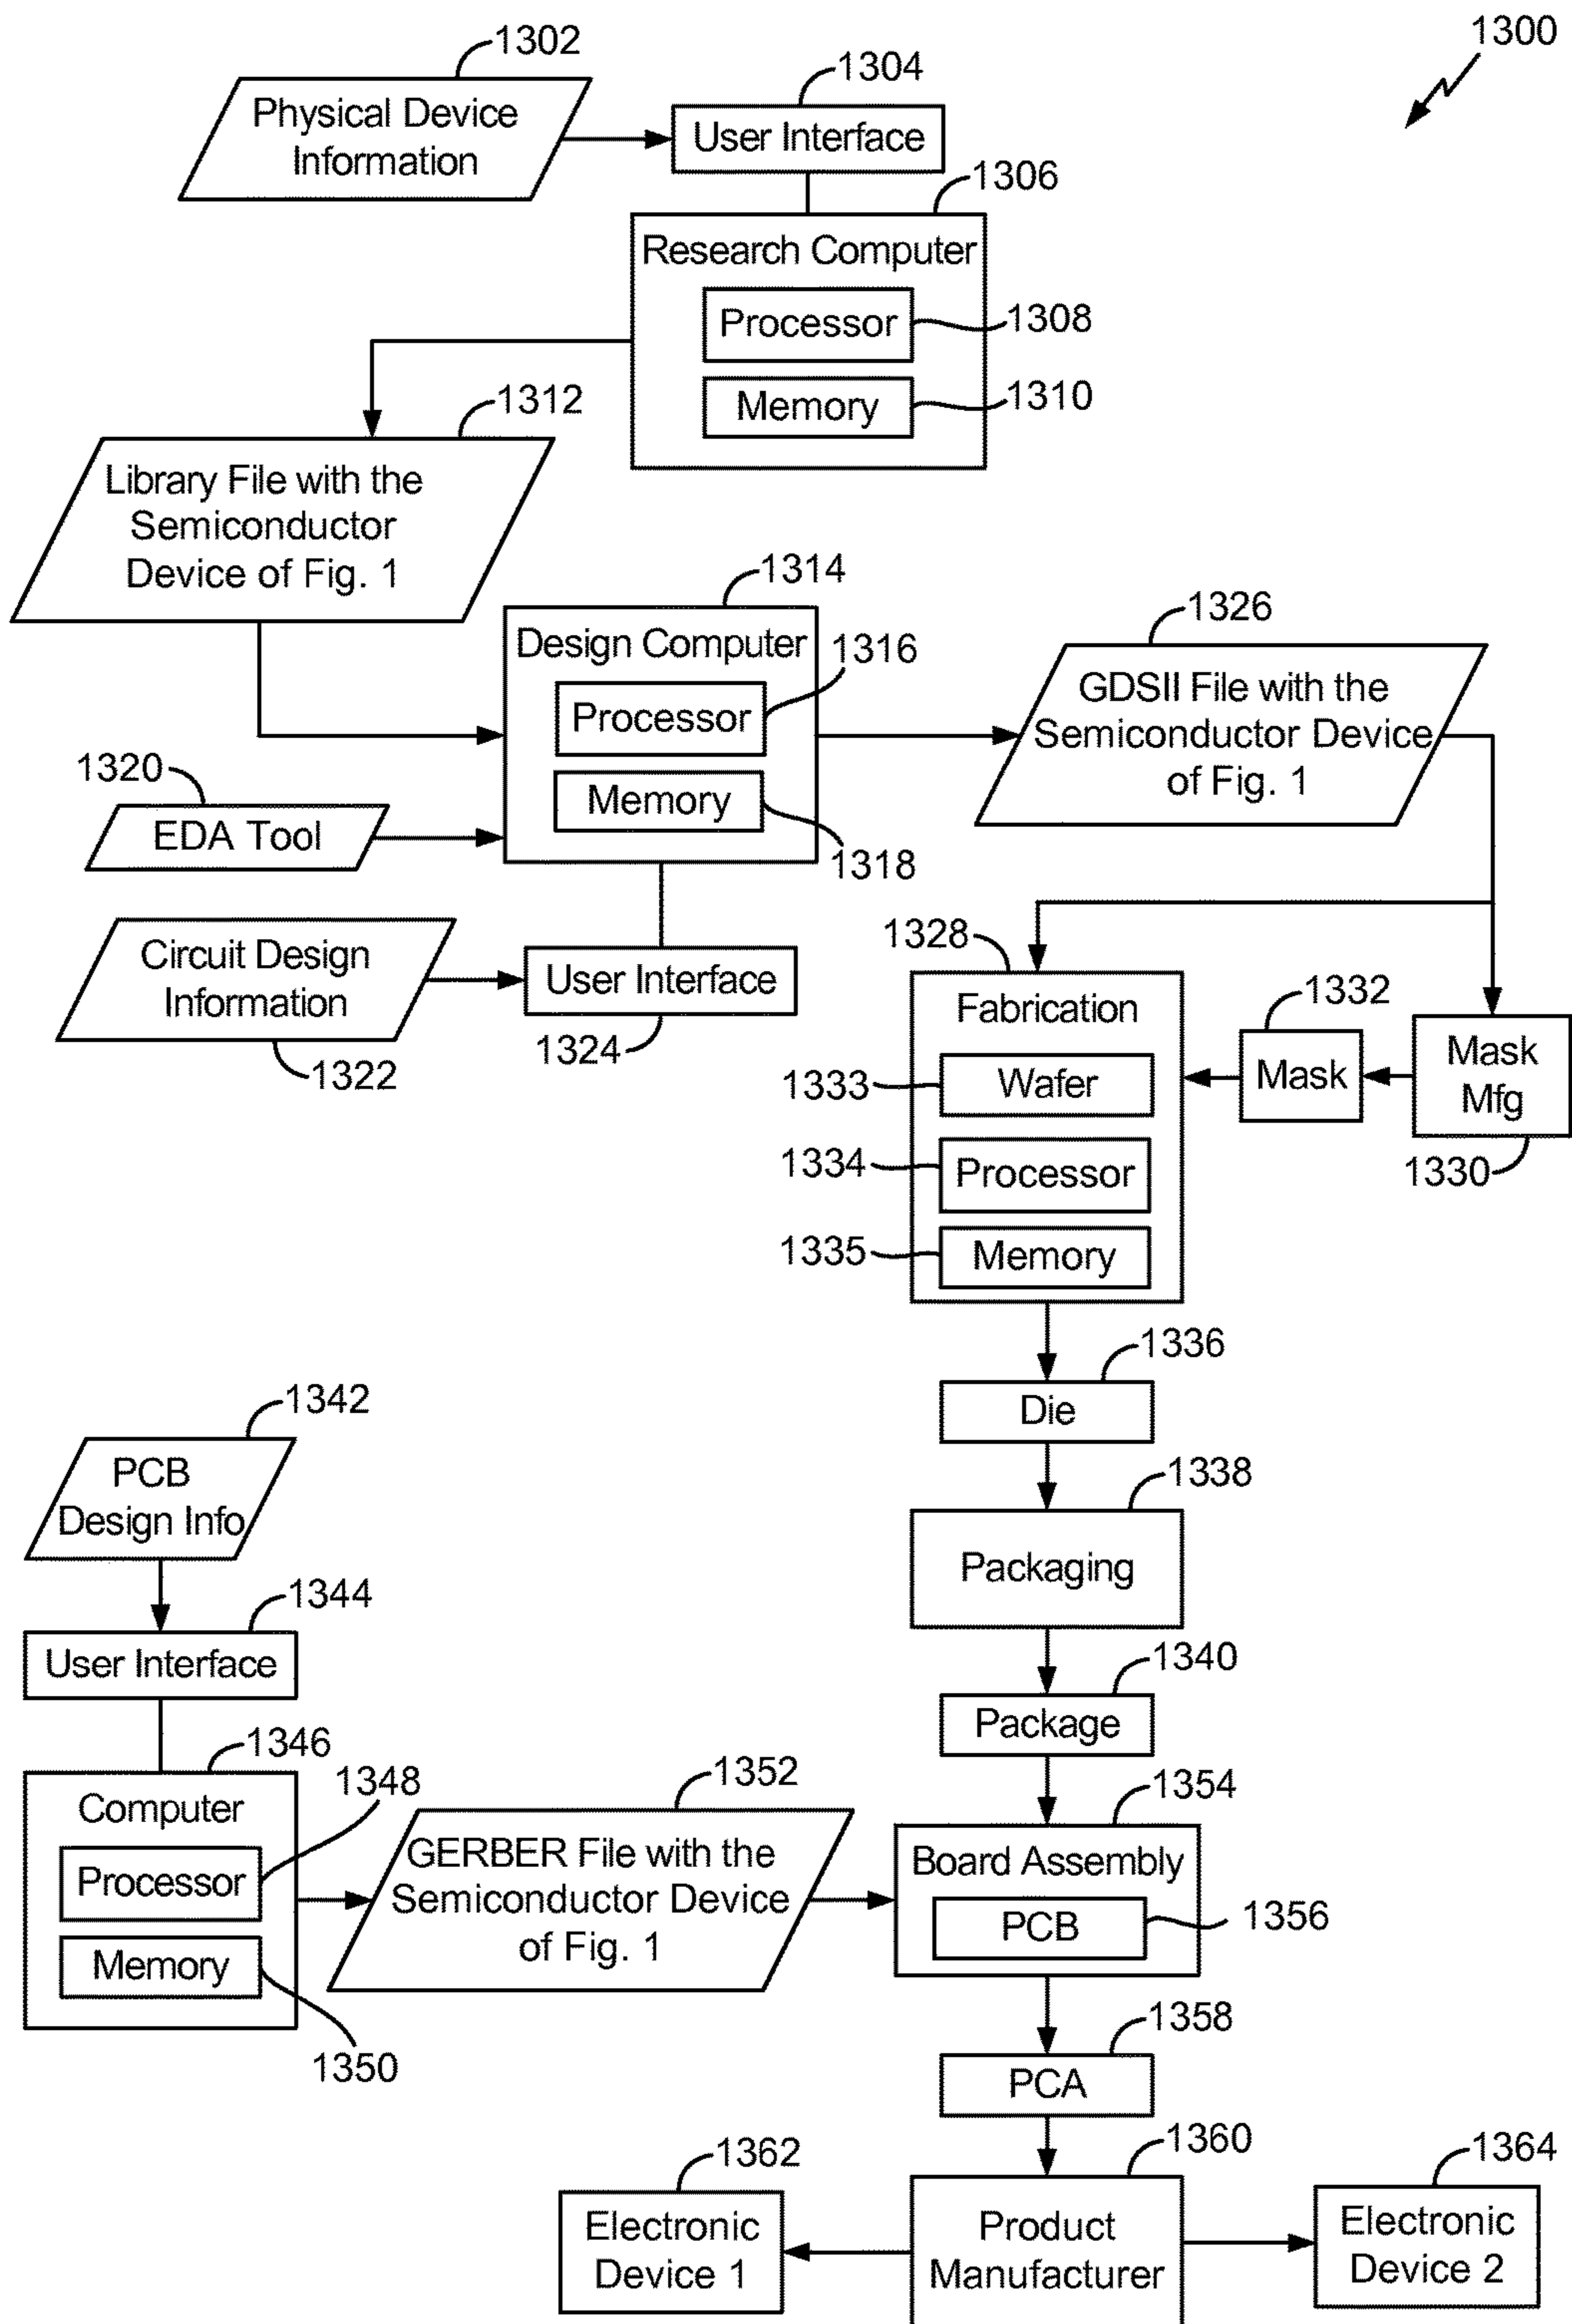 1300
1302
Physical Device
Information
1304
User Interface
1306
Research Computer
Processor
1308
Memory
1310
1312
Library File with the
Semiconductor
Device of Fig. 1
1314
Design Computer
1316
Processor
Memory
1318
1320
EDA Tool
Circuit Design
Information
1322
User Interface
1324
1326
GDSII File with the
Semiconductor Device
of Fig. 1
1328
Fabrication
1333
Wafer
1334
Processor
1335
Memory
1332
Mask
Mask
Mfg
1330
1336
Die
1338
Packaging
1340
Package
1342
PCB
Design Info
1344
User Interface
1346
Computer
1348
Processor
Memory
1350
1352
GERBER File with the
Semiconductor Device
of Fig. 1
1354
Board Assembly
PCB
1356
1358
PCA
1360
Product
Manufacturer
1362
Electronic
Device 1
1364
Electronic
Device 2